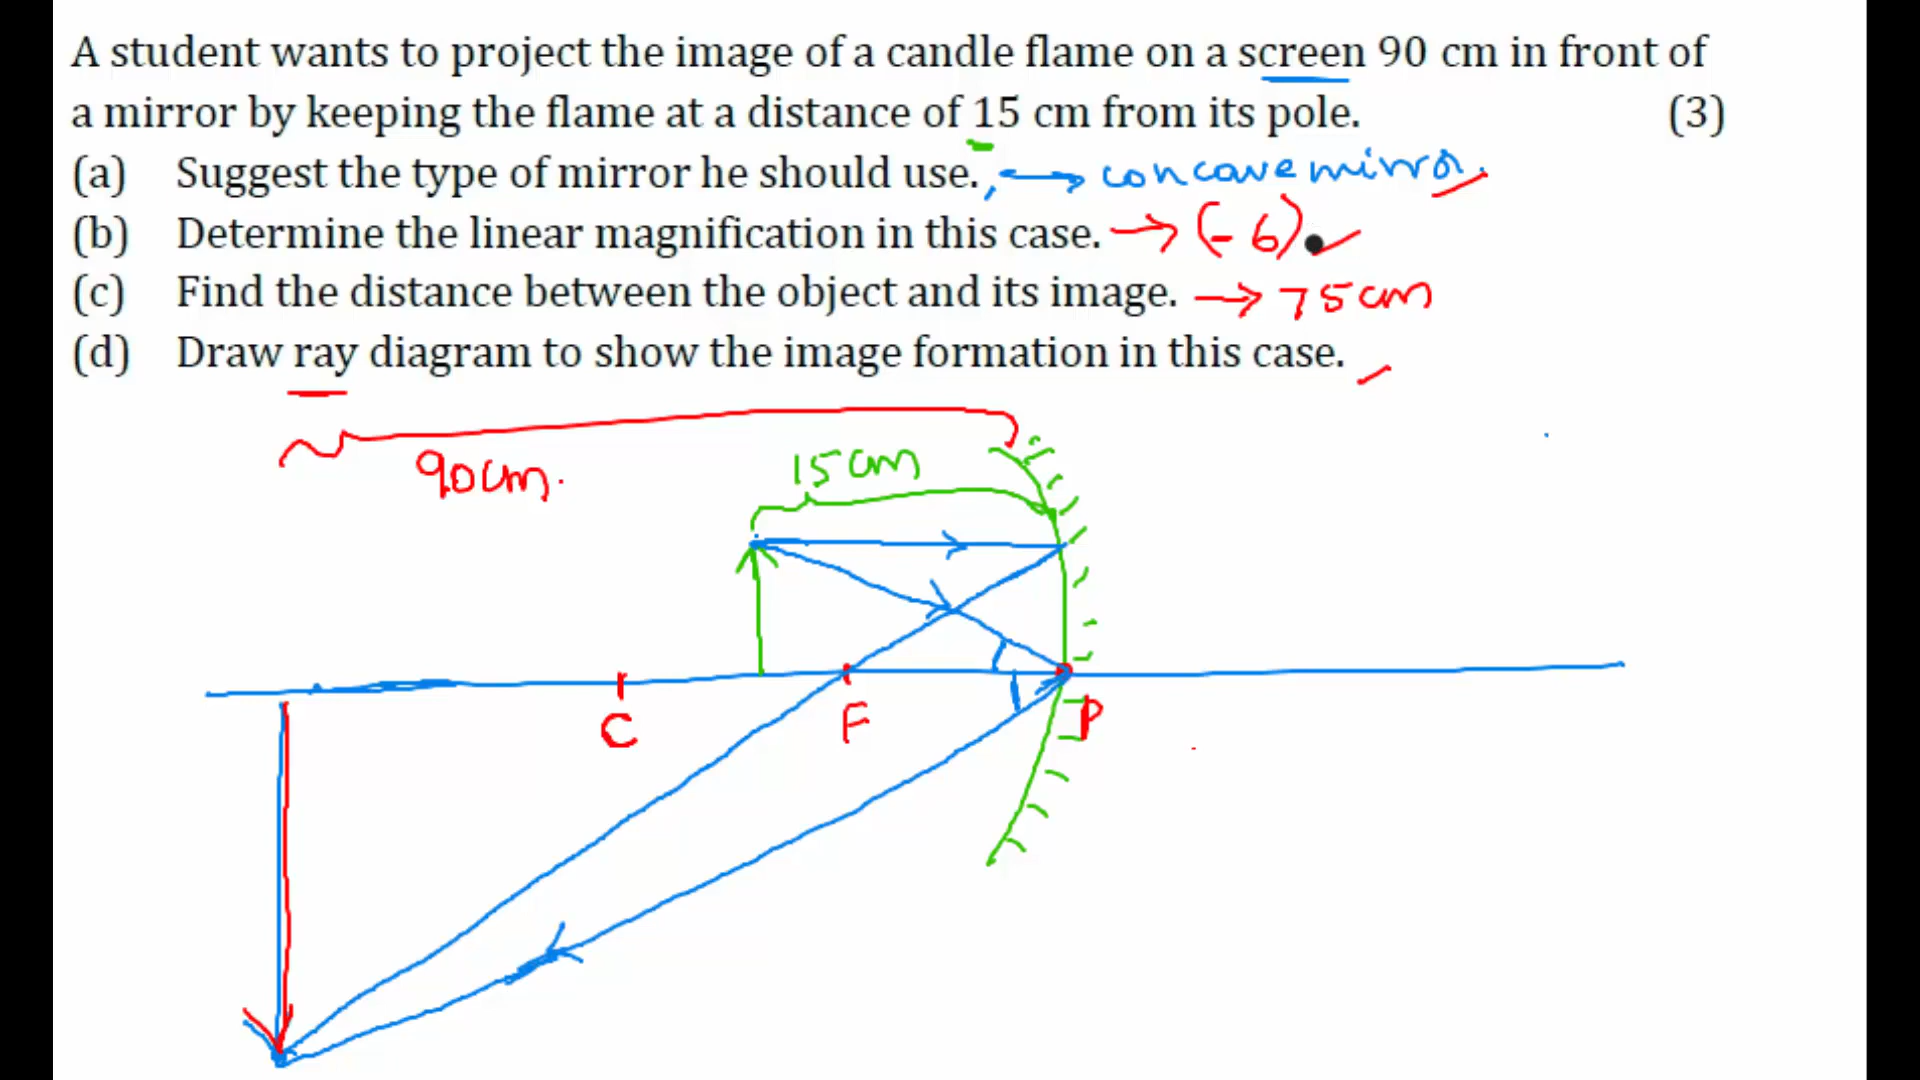 A student wants to project the image of a candle flame on a screen 90 cm in front of
a mirror by keeping the flame at a distance of 15 cm from its pole. (3)
(a) Suggest the type of mirror he should use. → concave mirror.
(b) Determine the linear magnification in this case. → (-6)
(c) Find the distance between the object and its image. → 75cm
(d) Draw ray diagram to show the image formation in this case.
90cm.
15cm
C
F
P